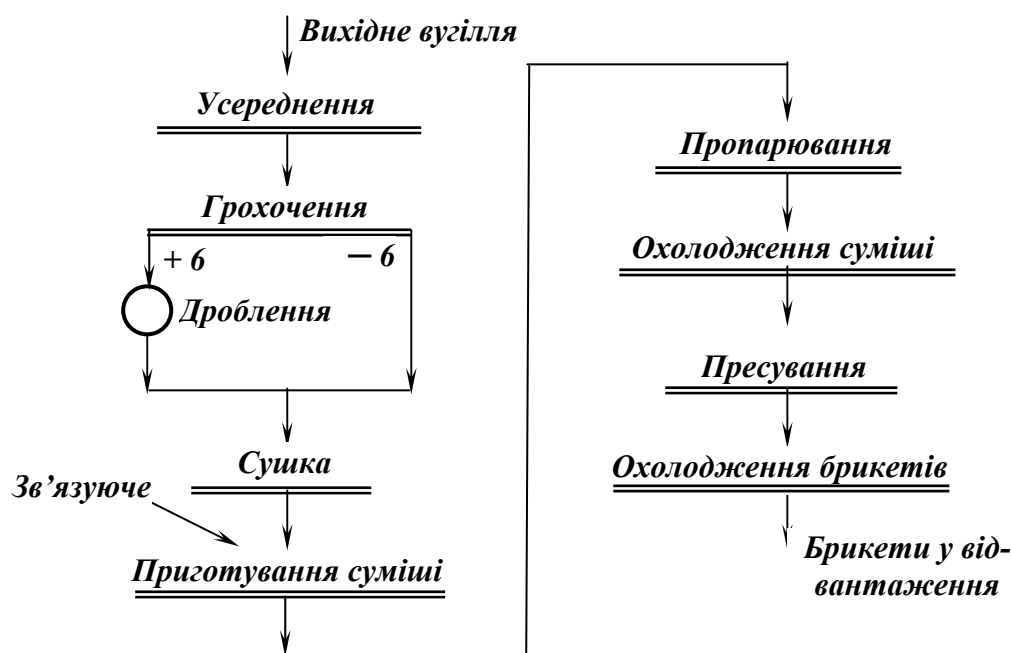 Вихідне вугілля
Усереднення
Грохочення
+ 6
— 6
Дроблення
Сушка
Зв’язуюче
Приготування суміші
Пропарювання
Охолодження суміші
Пресування
Охолодження брикетів
Брикети у від-
вантаження